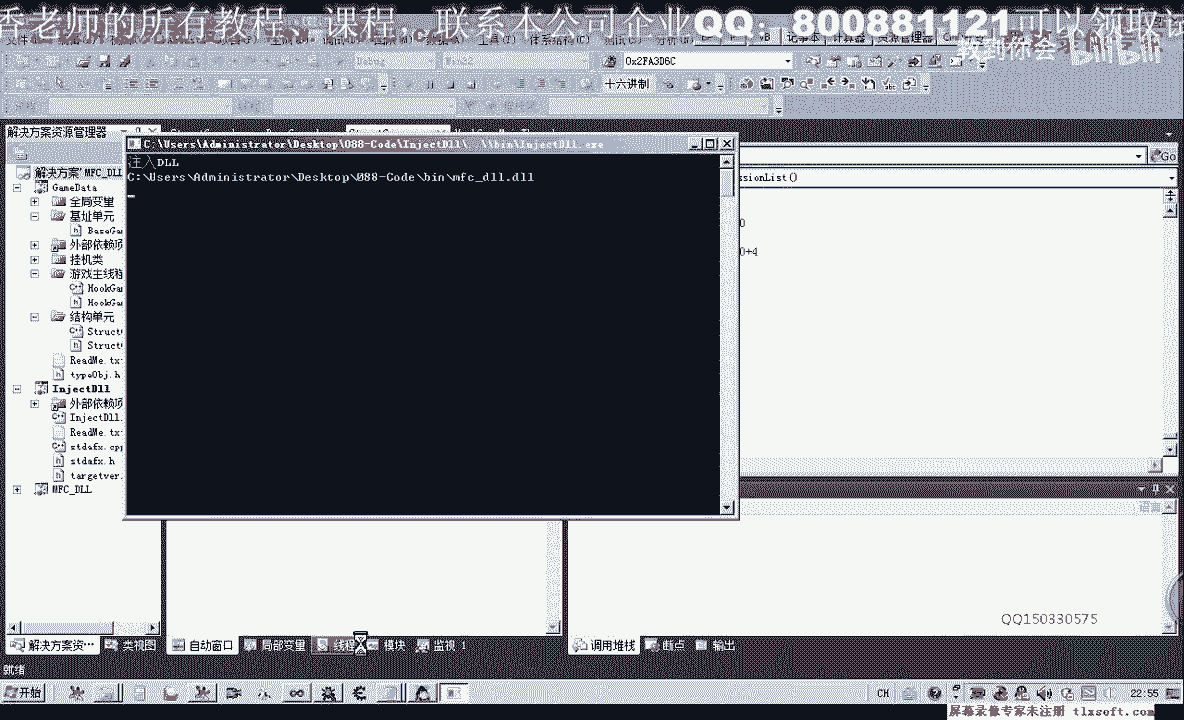 香老师的所有教程、课程,联系本公司企业QQ：800881121可以领取试
教到你会 bilibili
0x2FA3D6C
十六进制
解决方案资源管理器
C:\Users\Administrator\Desktop\088-Code\InjectDll\..\\bin\InjectDll.exe
注入DLL
C:\Users\Administrator\Desktop\088-Code\bin\mfc_dll.dll
Go
ssionList()
0
0+4
解决方案"MFC_DLL
GameData
全局变量
基址单元
BaseGa
外部依赖项
挂机类
游戏主线程
HookGa
HookGa
结构单元
Struct
Struct
ReadMe.tx
typeObj.h
InjectDll
外部依赖项
InjectDll.
ReadMe.tx
stdafx.cpp
stdafx.h
targetver.
MFC_DLL
语言
QQ150330575
解决方案资… 类视图 自动窗口 局部变量 线程 模块 监视 1 调用堆栈 断点 输出
就绪
开始 CH 22:55
屏幕录像专家未注册 tlxsoft.com